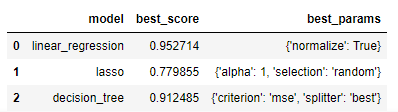 model best_score best_params
0 linear_regression 0.952714 {'normalize': True}
1 lasso 0.779855 {'alpha': 1, 'selection': 'random'}
2 decision_tree 0.912485 {'criterion': 'mse', 'splitter': 'best'}